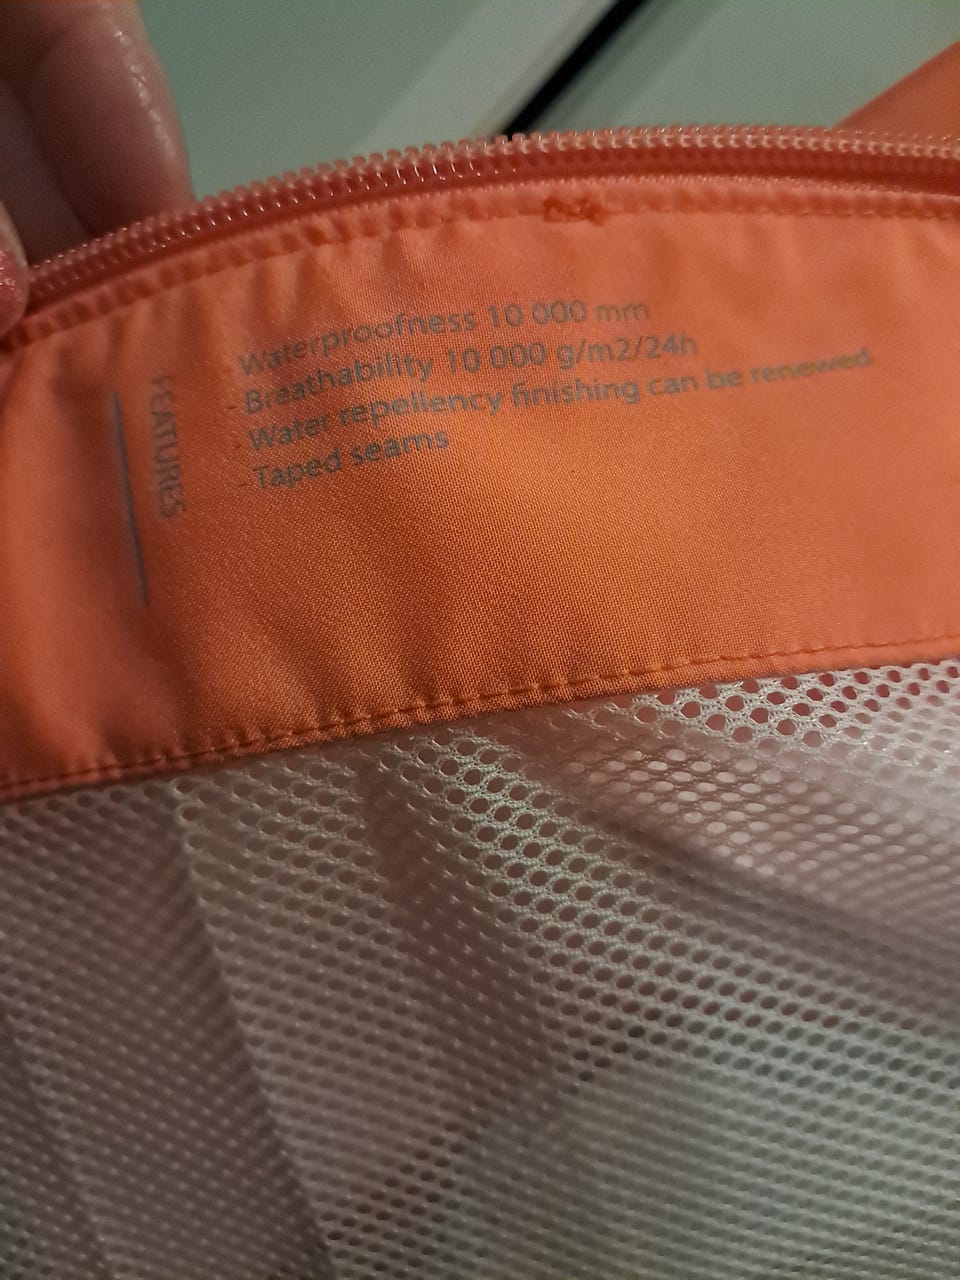 FEATURES
- Waterproofness 10 000 mm
- Breathability 10 000 g/m2/24h
- Water repellency finishing can be renewed
- Taped seams